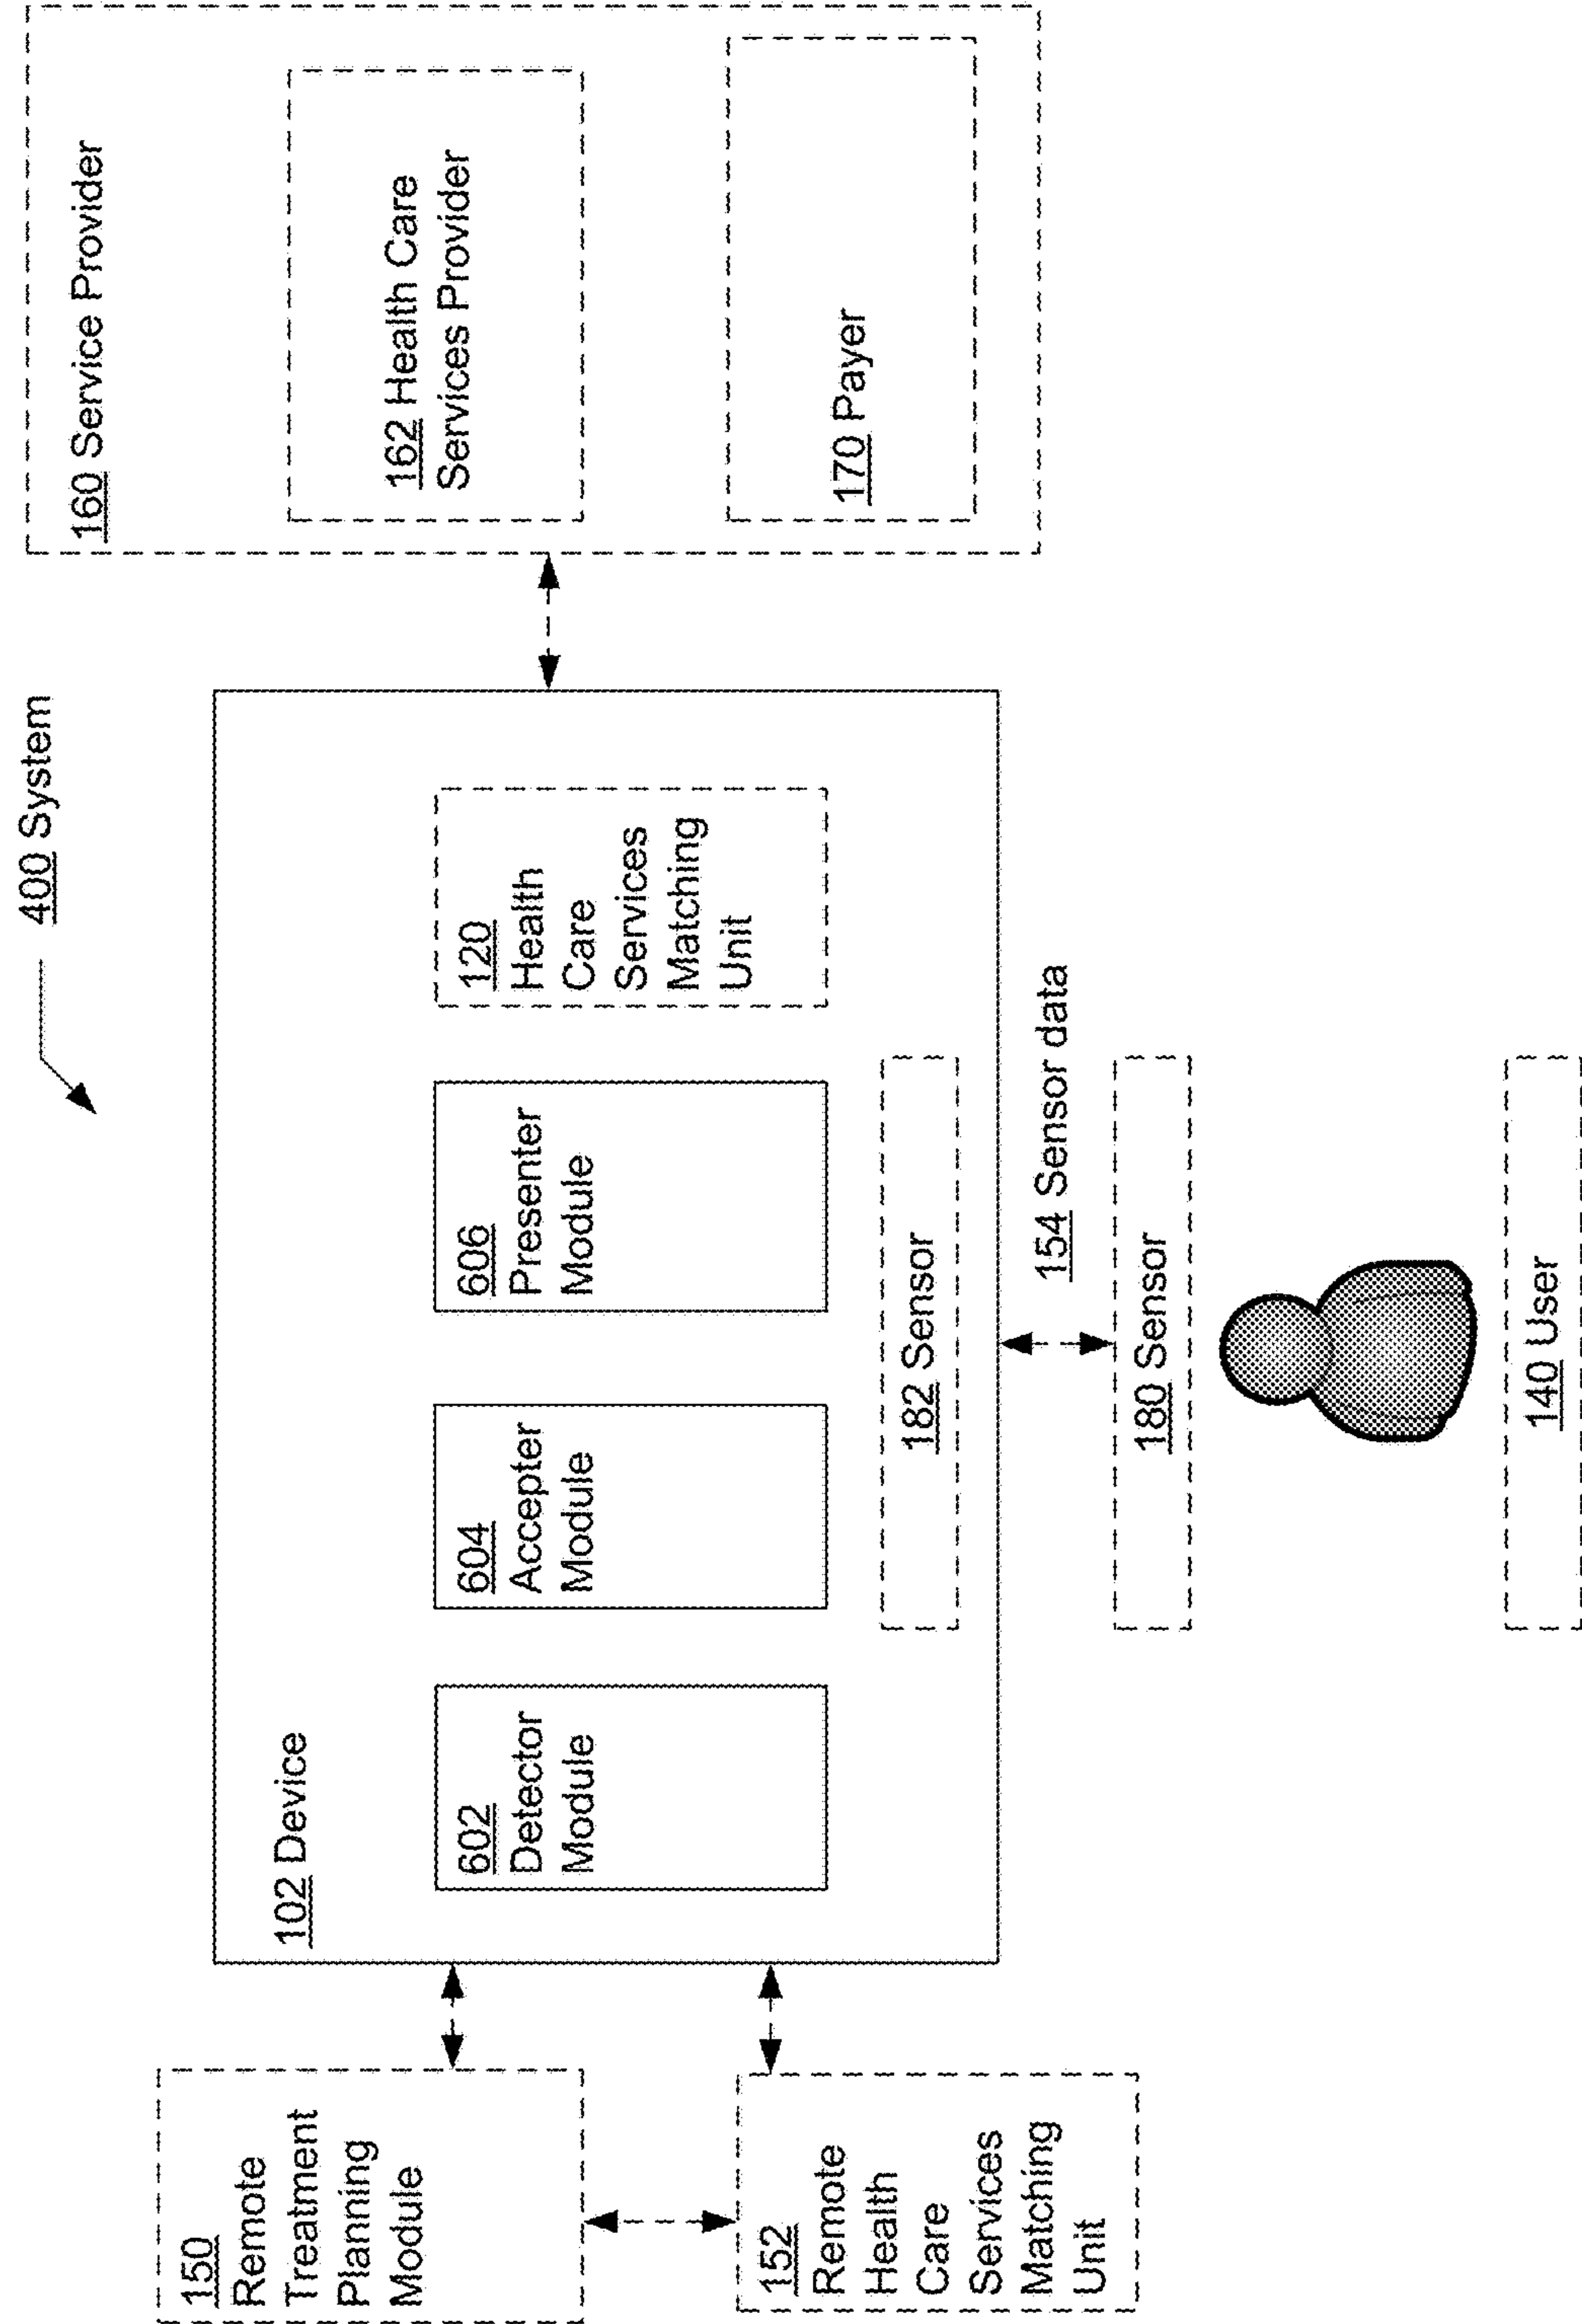 400 System
160 Service Provider
162 Health Care
Services Provider
170 Payer
102 Device
602
Detector
Module
604
Accepter
Module
606
Presenter
Module
120
Health
Care
Services
Matching
Unit
182 Sensor
154 Sensor data
180 Sensor
140 User
150
Remote
Treatment
Planning
Module
152
Remote
Health
Care
Services
Matching
Unit